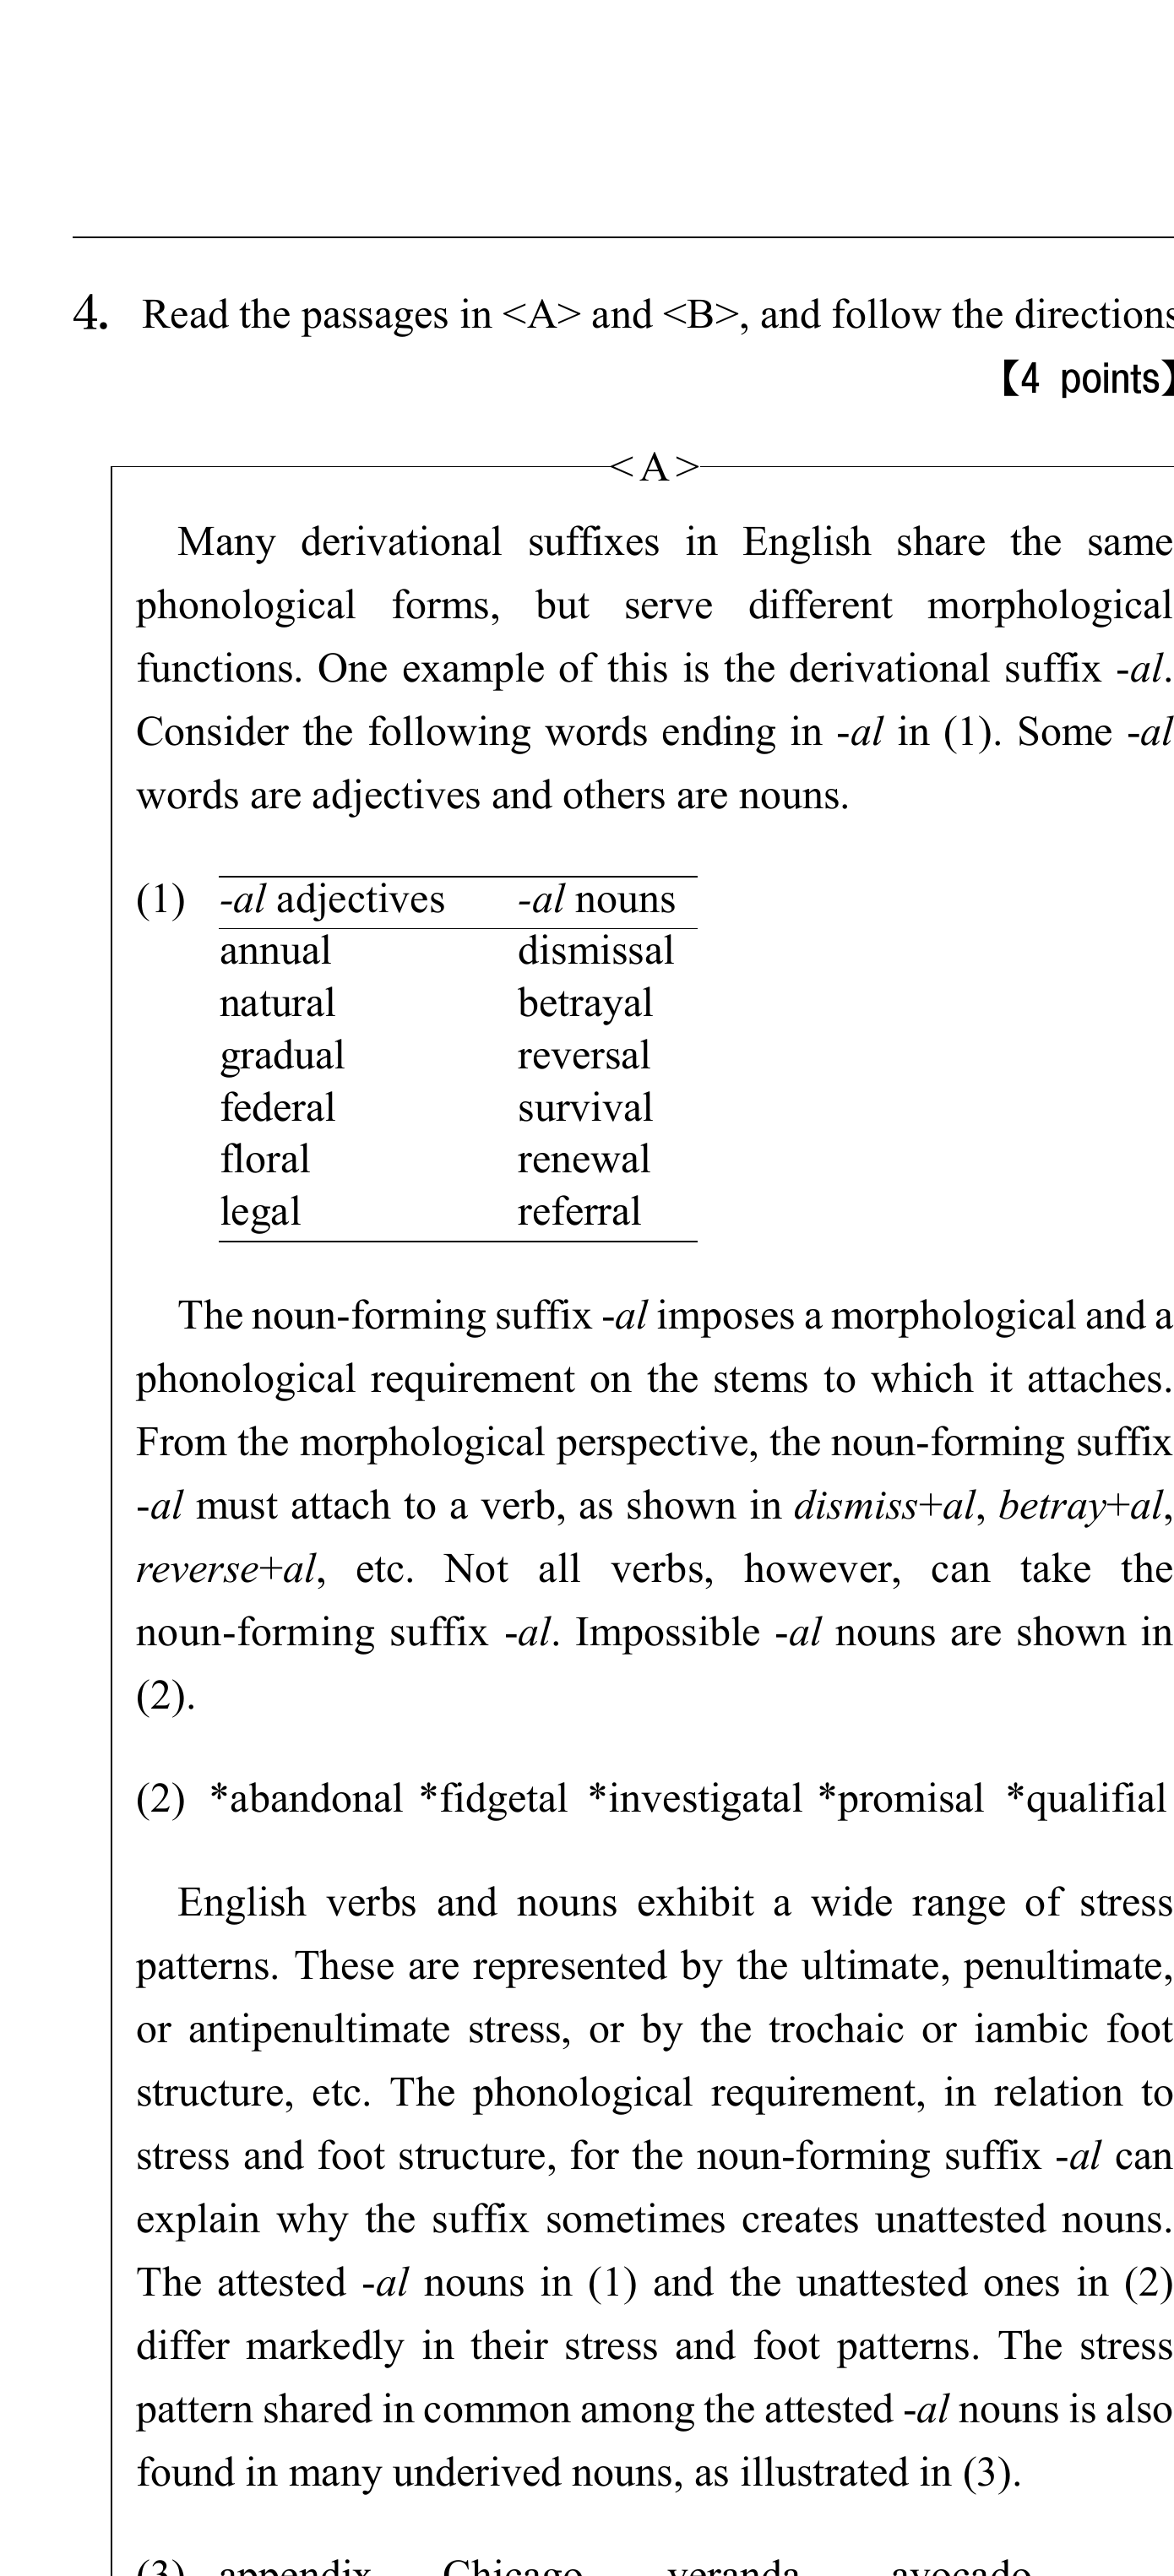 4. Read the passages in <A> and <B>, and follow the directions
【4 points】
<A>
Many derivational suffixes in English share the same
phonological forms, but serve different morphological
functions. One example of this is the derivational suffix -al.
Consider the following words ending in -al in (1). Some -al
words are adjectives and others are nouns.
(1) -al adjectives -al nouns
annual dismissal
natural betrayal
gradual reversal
federal survival
floral renewal
legal referral
The noun-forming suffix -al imposes a morphological and a
phonological requirement on the stems to which it attaches.
From the morphological perspective, the noun-forming suffix
-al must attach to a verb, as shown in dismiss+al, betray+al,
reverse+al, etc. Not all verbs, however, can take the
noun-forming suffix -al. Impossible -al nouns are shown in
(2).
(2) *abandonal *fidgetal *investigatal *promisal *qualifial
English verbs and nouns exhibit a wide range of stress
patterns. These are represented by the ultimate, penultimate,
or antipenultimate stress, or by the trochaic or iambic foot
structure, etc. The phonological requirement, in relation to
stress and foot structure, for the noun-forming suffix -al can
explain why the suffix sometimes creates unattested nouns.
The attested -al nouns in (1) and the unattested ones in (2)
differ markedly in their stress and foot patterns. The stress
pattern shared in common among the attested -al nouns is also
found in many underived nouns, as illustrated in (3).
(3) appendix Chicago veranda avocado